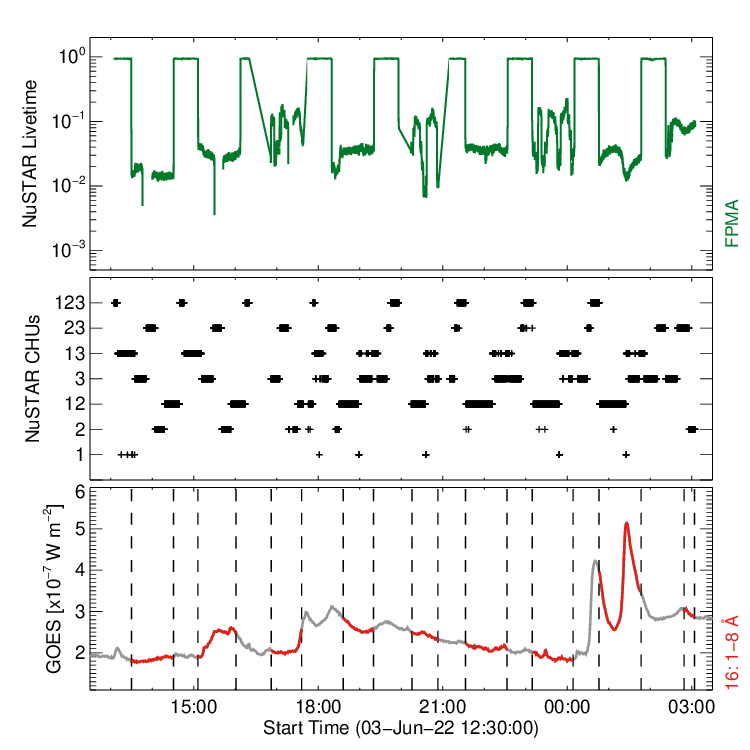 NuSTAR Livetime
10⁰
10⁻¹
10⁻²
10⁻³
FPMA
NuSTAR CHUs
123
23
13
3
12
2
1
GOES [x10⁻⁷ W m⁻²]
6
5
4
3
2
16: 1−8 Å
15:00 18:00 21:00 00:00 03:00
Start Time (03−Jun−22 12:30:00)